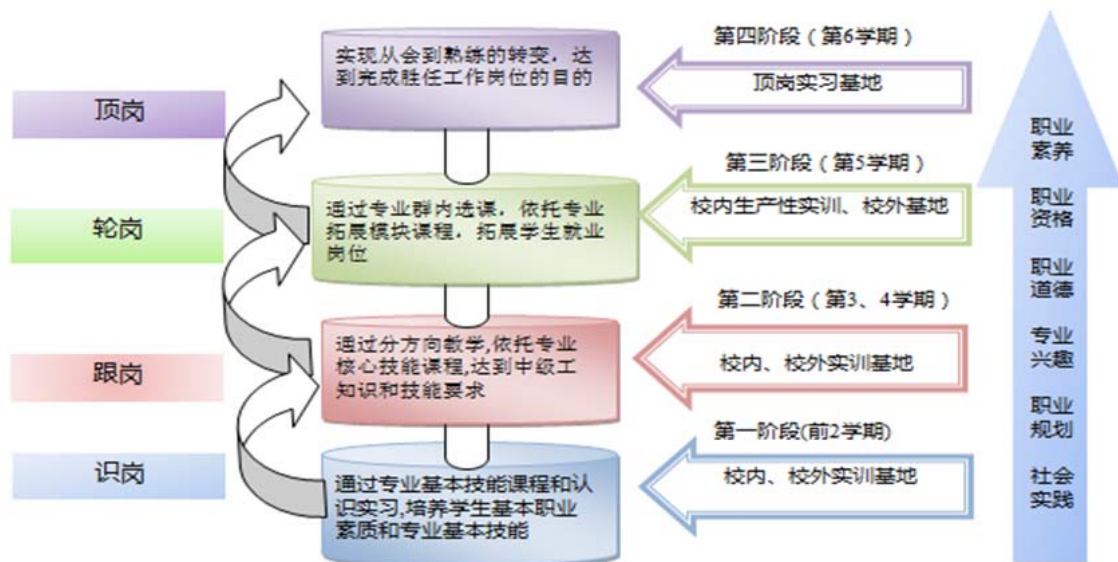 顶岗
实现从会到熟练的转变，达
到完成胜任工作岗位的目的
第四阶段（第6学期）
顶岗实习基地
轮岗
通过专业群内选课，依托专业
拓展模块课程，拓展学生就业
岗位
第三阶段（第5学期）
校内生产性实训、校外基地
跟岗
通过分方向教学,依托专业
核心技能课程,达到中级工
知识和技能要求
第二阶段（第3、4学期）
校内、校外实训基地
识岗
通过专业基本技能课程和认
识实习,培养学生基本职业
素质和专业基本技能
第一阶段(前2学期)
校内、校外实训基地
职业
素养
职业
资格
职业
道德
专业
兴趣
职业
规划
社会
实践